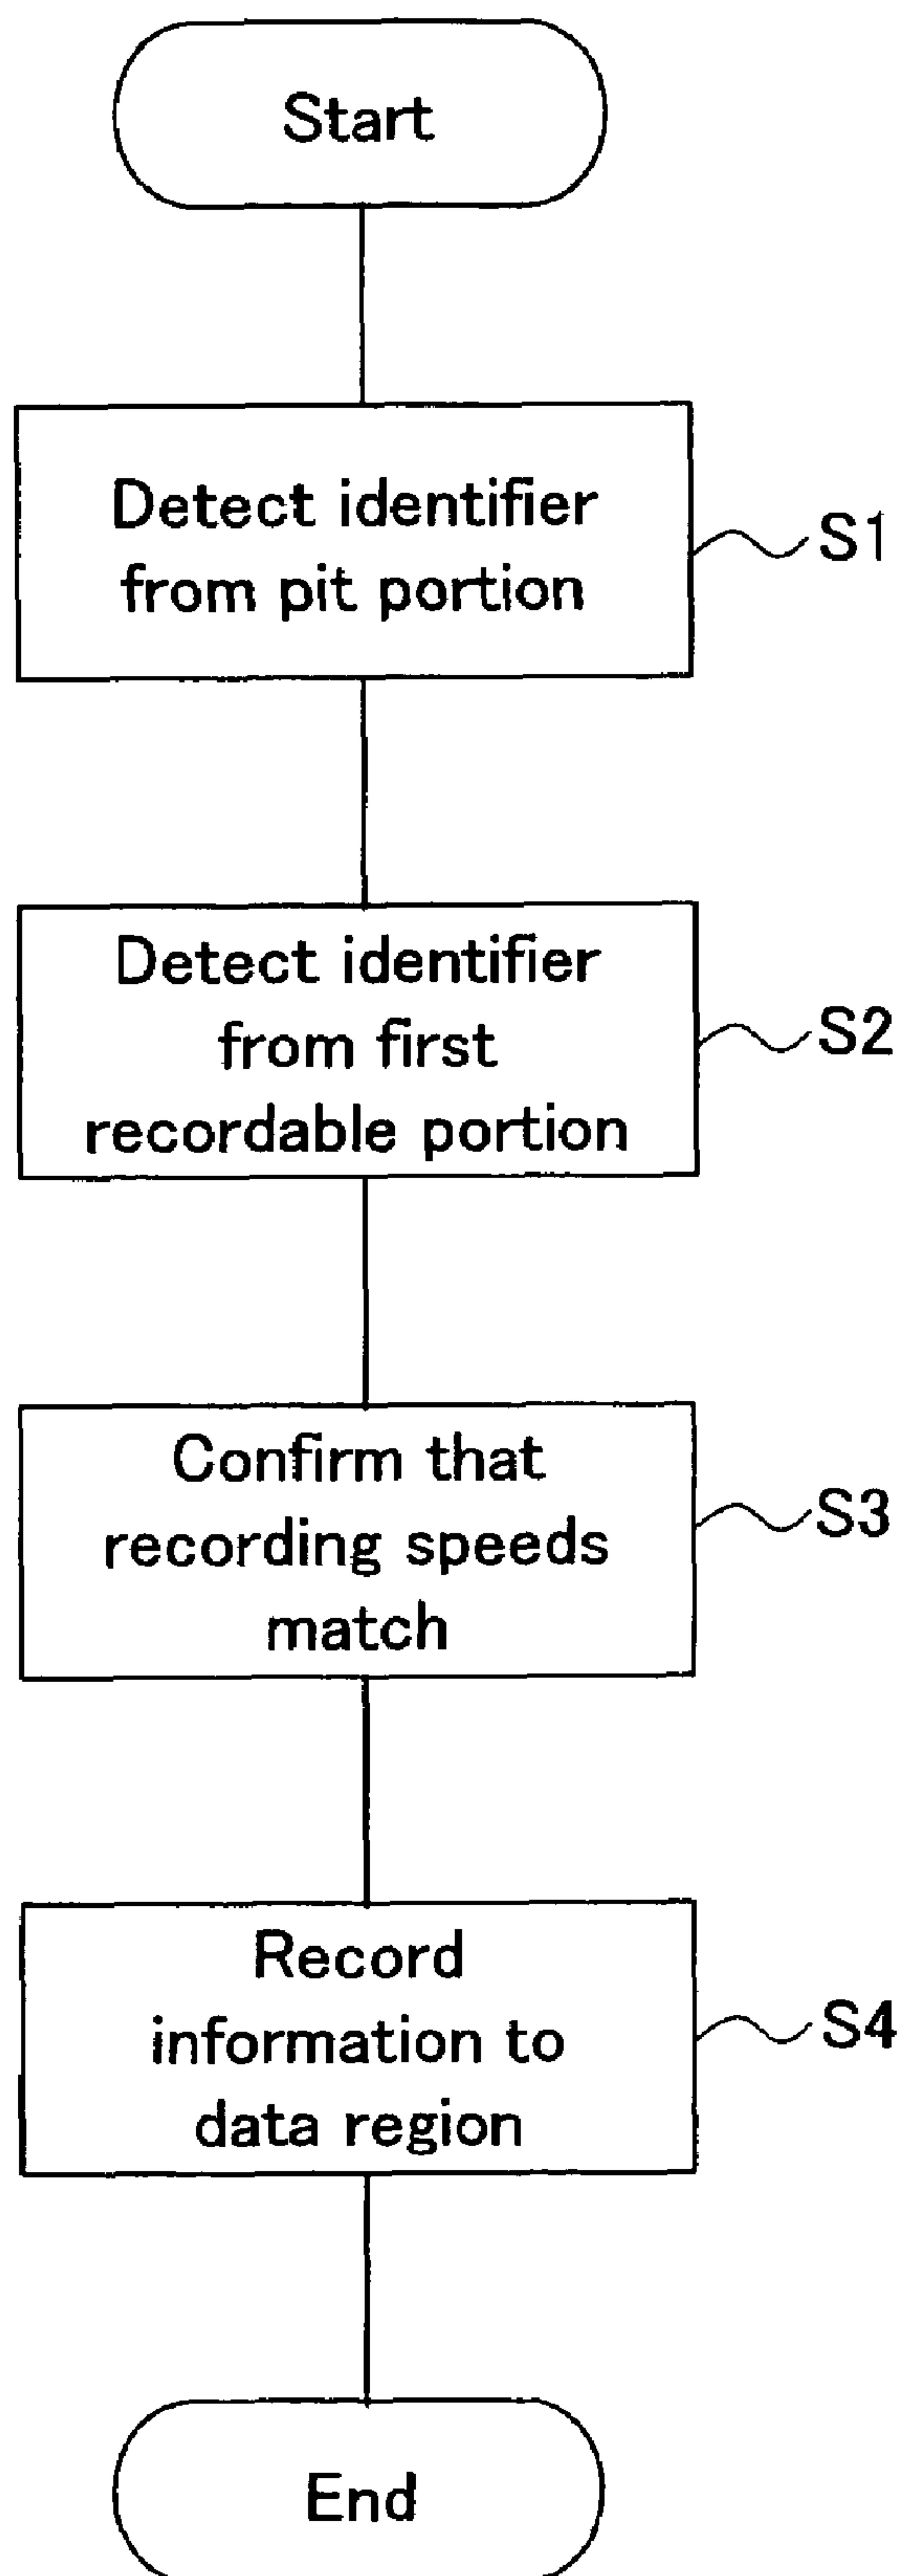 Start
Detect identifier
from pit portion
S1
Detect identifier
from first
recordable portion
S2
Confirm that
recording speeds
match
S3
Record
information to
data region
S4
End